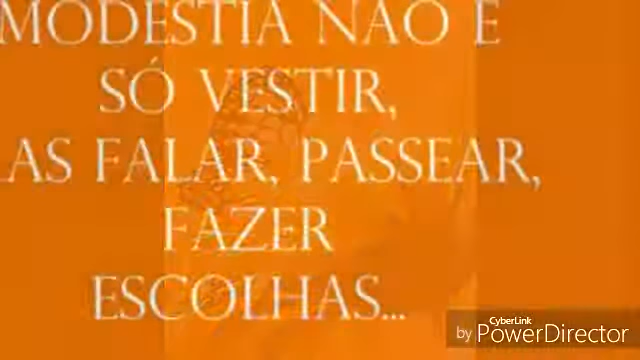 MODESTIA NÃO É
SÓ VESTIR,
AS FALAR, PASSEAR,
FAZER
ESCOLHAS...
CyberLink
by PowerDirector